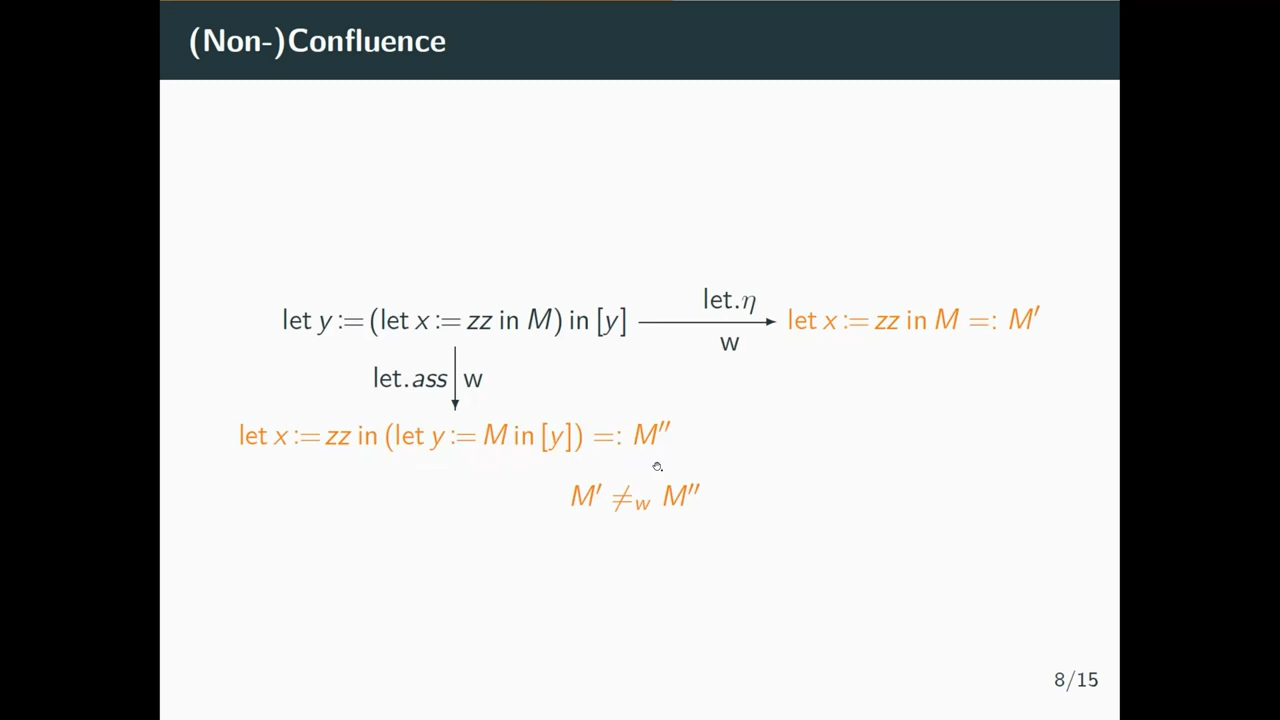 (Non-)Confluence
let.η
let y := (let x := zz in M) in [y]
let x := zz in M =: M′
w
let.ass
w
let x := zz in (let y := M in [y]) =: M″
M′ ≠w M″
8/15